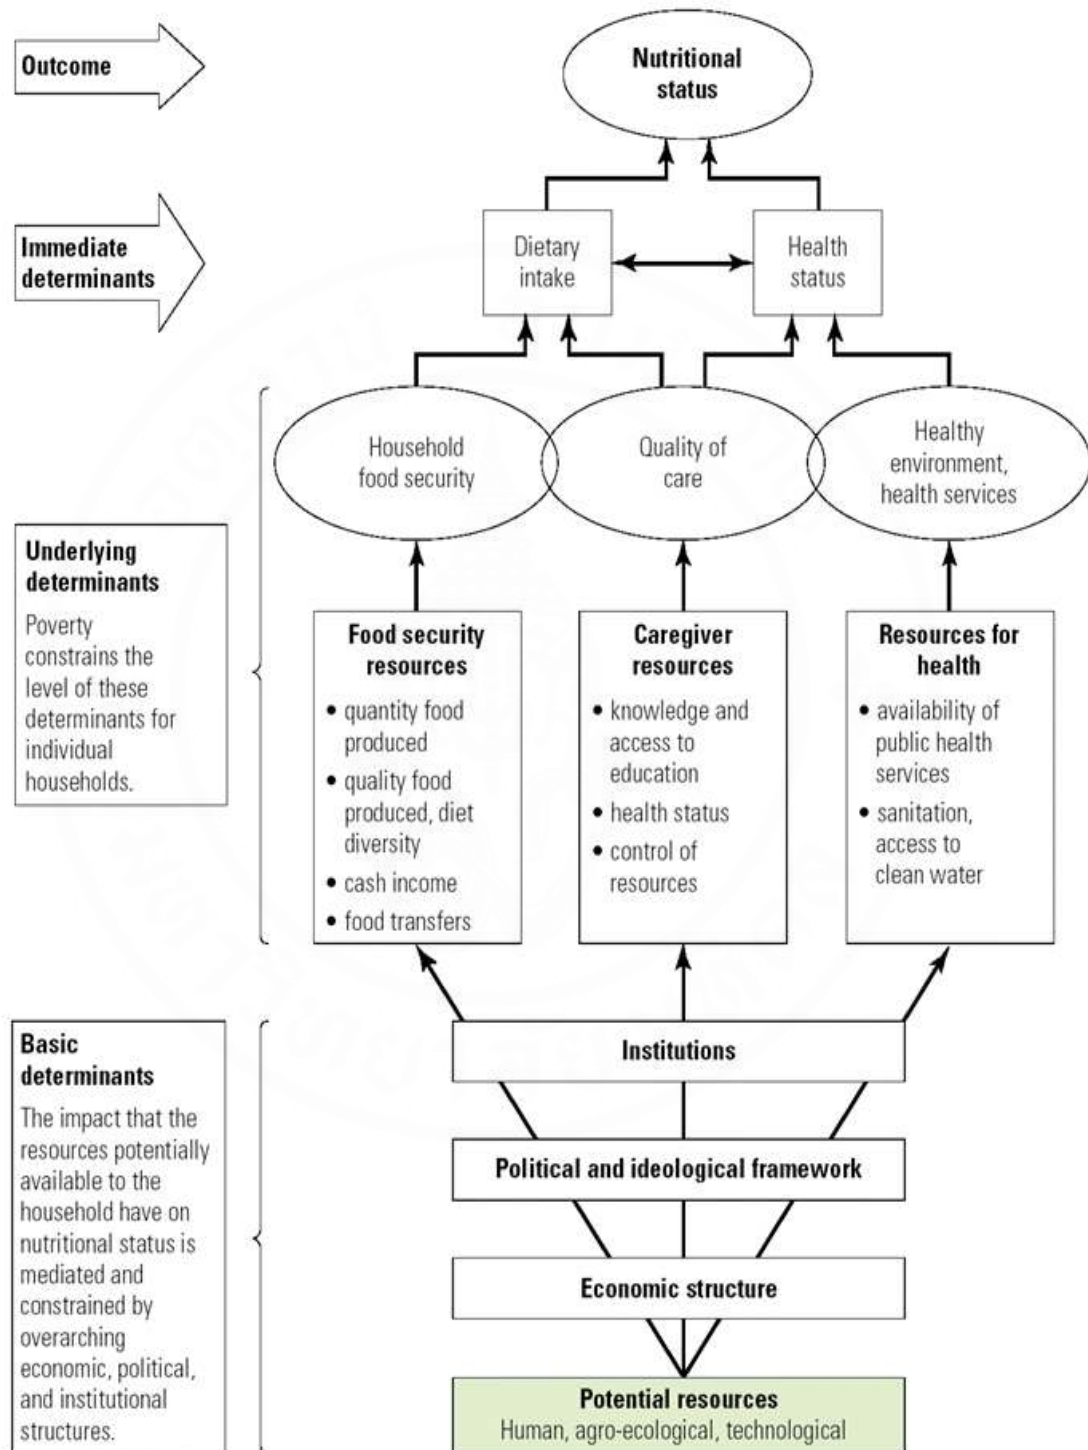 Outcome
Nutritional
status
Immediate
determinants
Dietary
intake
Health
status
Household
food security
Quality of
care
Healthy
environment,
health services
Underlying
determinants
Poverty
constrains the
level of these
determinants for
individual
households.
Food security
resources
• quantity food
produced
• quality food
produced, diet
diversity
• cash income
• food transfers
Caregiver
resources
• knowledge and
access to
education
• health status
• control of
resources
Resources for
health
• availability of
public health
services
• sanitation,
access to
clean water
Basic
determinants
The impact that the
resources potentially
available to the
household have on
nutritional status is
mediated and
constrained by
overarching
economic, political,
and institutional
structures.
Institutions
Political and ideological framework
Economic structure
Potential resources
Human, agro-ecological, technological